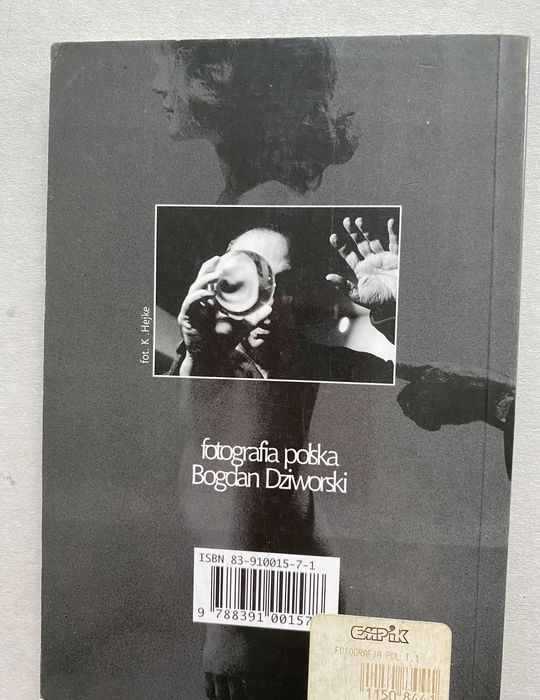 fot. K .Hejke
fotografia polska
Bogdan Dziworski
ISBN 83-910015-7-1
9 788391 00157
EMPiK
FOTOGRAFIA POL T.1